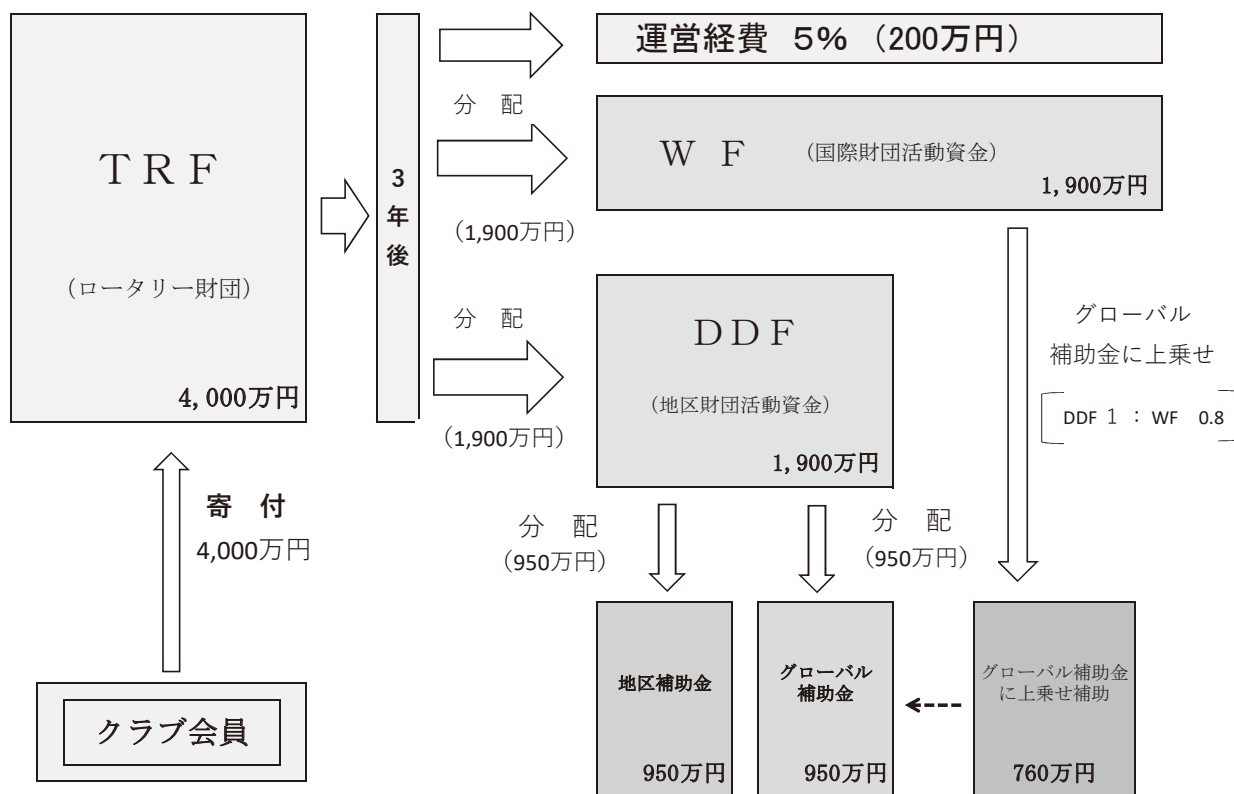 運営経費 5% (200万円)
分 配
ＷＦ (国際財団活動資金)
1,900万円
(1,900万円)
ＴＲＦ
(ロータリー財団)
4,000万円
3
年
後
分 配
(1,900万円)
ＤＤＦ
(地区財団活動資金)
1,900万円
グローバル
補助金に上乗せ
DDF 1 : WF 0.8
寄 付
4,000万円
分 配
(950万円)
分 配
(950万円)
クラブ会員
地区補助金
950万円
グローバル
補助金
950万円
グローバル補助金
に上乗せ補助
760万円